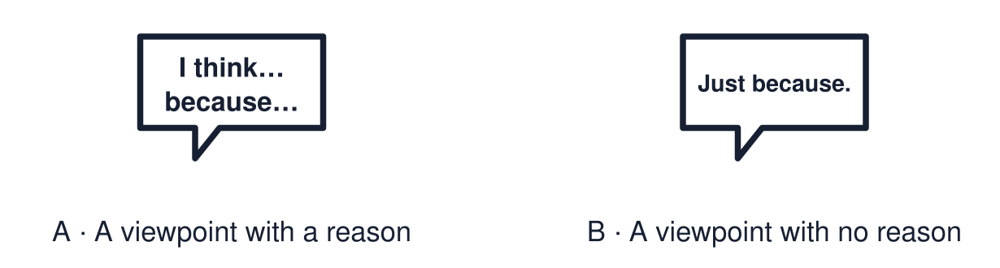 I think…
because…
Just because.
A · A viewpoint with a reason
B · A viewpoint with no reason